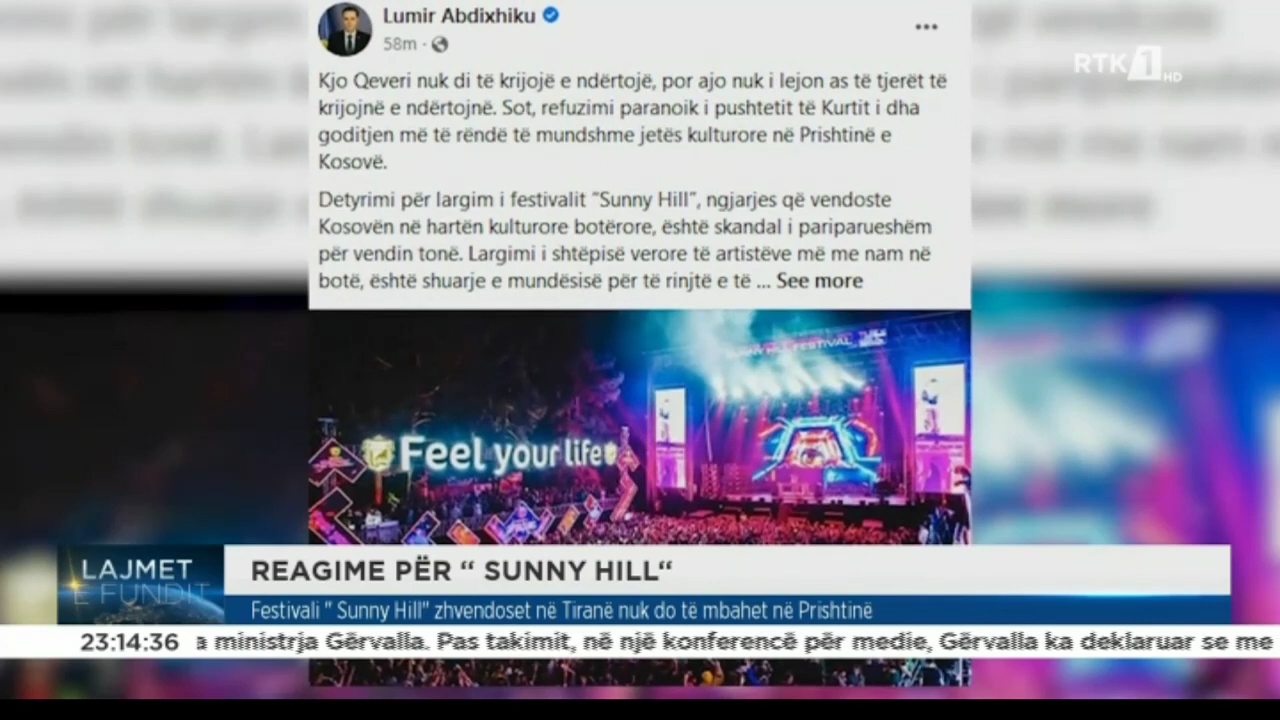 Lumir Abdixhiku
58m ·
RTK 1 HD
Kjo Qeveri nuk di të krijojë e ndërtojë, por ajo nuk i lejon as të tjerët të
krijojnë e ndërtojnë. Sot, refuzimi paranoik i pushtetit të Kurtit i dha
goditjen më të rëndë të mundshme jetës kulturore në Prishtinë e
Kosovë.
Detyrimi për largim i festivalit “Sunny Hill”, ngjarjes që vendoste
Kosovën në hartën kulturore botërore, është skandal i pariparueshëm
për vendin tonë. Largimi i shtëpisë verore të artistëve më me nam në
botë, është shuarje e mundësisë për të rinjtë e të ... See more
SUNNY HILL FESTIVAL
Feel your life
LAJMET
E FUNDIT
REAGIME PËR “ SUNNY HILL“
Festivali " Sunny Hill" zhvendoset në Tiranë nuk do të mbahet në Prishtinë
23:14:36 a ministrja Gërvalla. Pas takimit, në një konferencë për medie, Gërvalla ka deklaruar se me